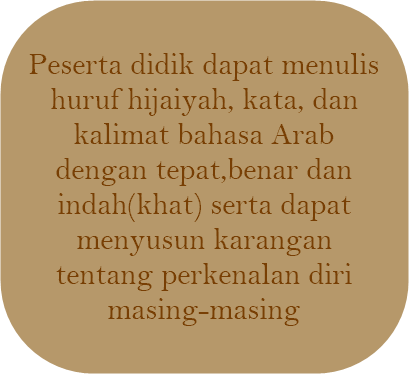 Peserta didik dapat menulis
huruf hijaiyah, kata, dan
kalimat bahasa Arab
dengan tepat,benar dan
indah(khat) serta dapat
menyusun karangan
tentang perkenalan diri
masing-masing